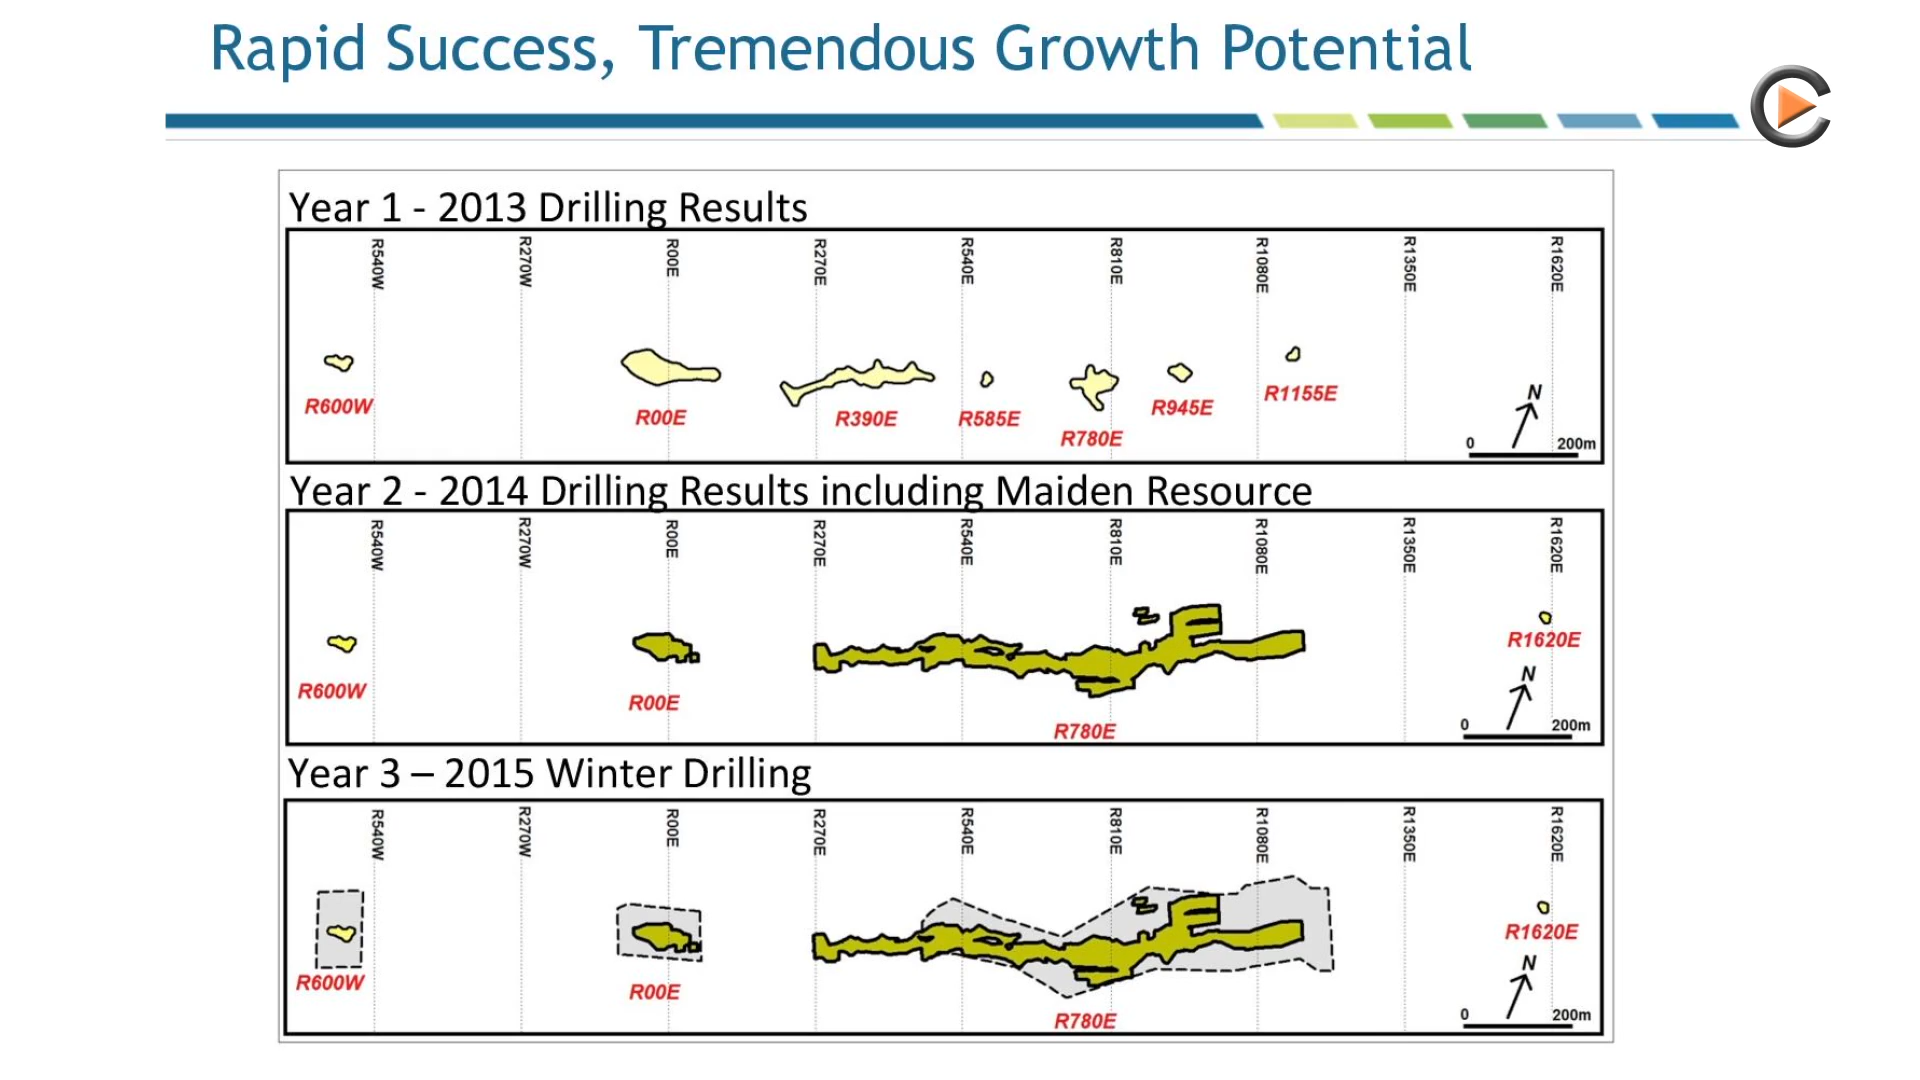 Rapid Success, Tremendous Growth Potential
Year 1 - 2013 Drilling Results
R540W R270W R00E R270E R540E R810E R1080E R1350E R1620E
R600W R00E R390E R585E R780E R945E R1155E
N
0 200m
Year 2 - 2014 Drilling Results including Maiden Resource
R540W R270W R00E R270E R540E R810E R1080E R1350E R1620E
R600W R00E R780E R1620E
N
0 200m
Year 3 – 2015 Winter Drilling
R540W R270W R00E R270E R540E R810E R1080E R1350E R1620E
R600W R00E R780E R1620E
N
0 200m